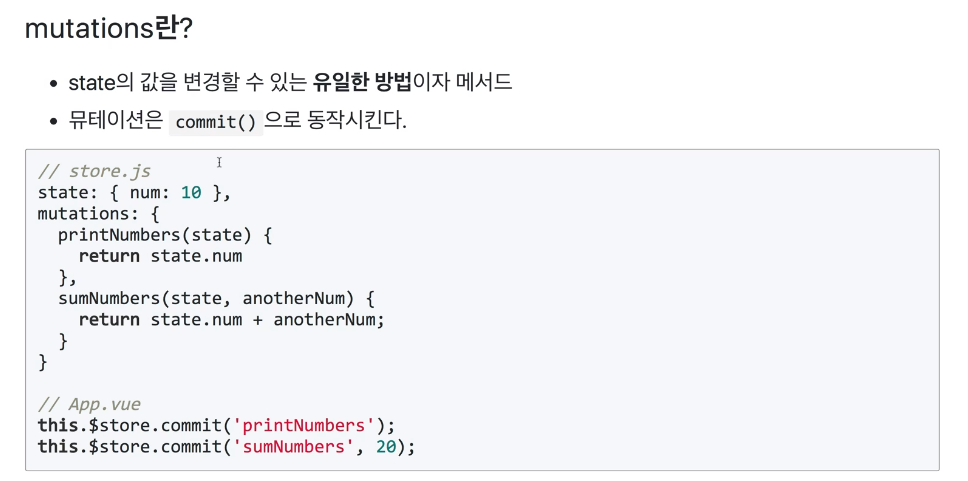 mutations란?
state의 값을 변경할 수 있는 유일한 방법이자 메서드
뮤테이션은 commit() 으로 동작시킨다.
// store.js
state: { num: 10 },
mutations: {
  printNumbers(state) {
    return state.num
  },
  sumNumbers(state, anotherNum) {
    return state.num + anotherNum;
  }
}
// App.vue
this.$store.commit('printNumbers');
this.$store.commit('sumNumbers', 20);